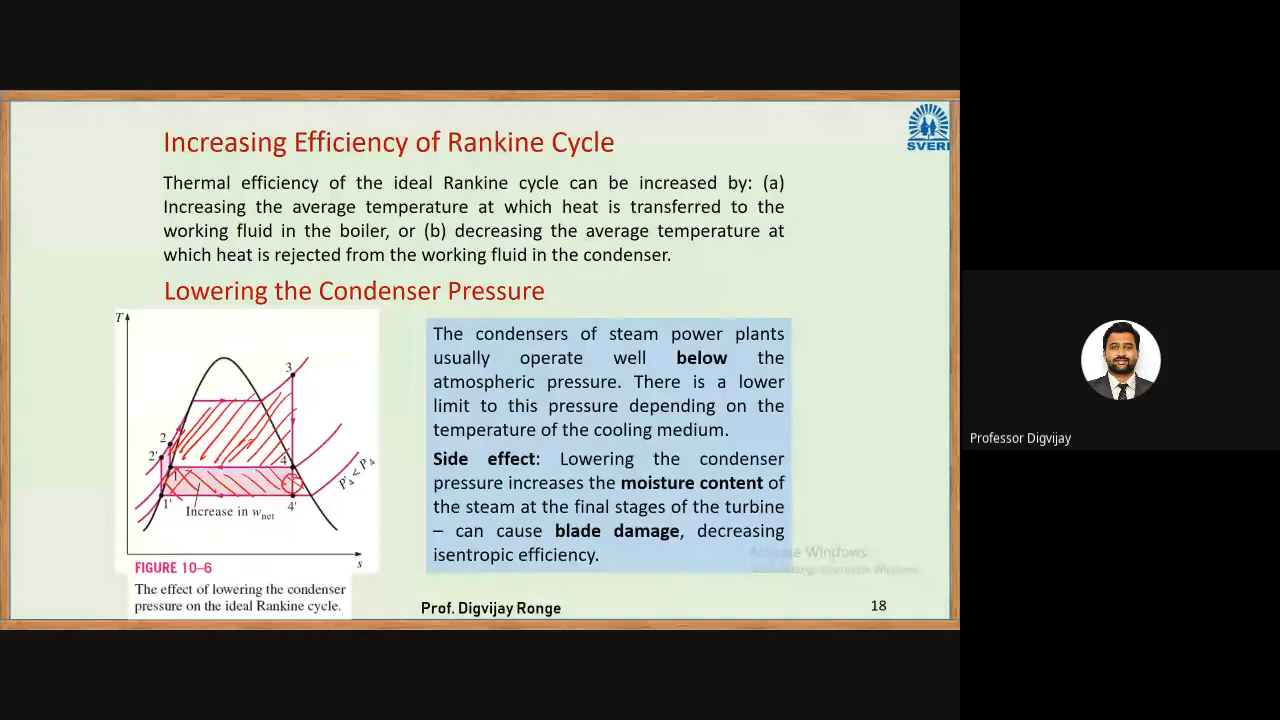 SVERI
Increasing Efficiency of Rankine Cycle
Thermal efficiency of the ideal Rankine cycle can be increased by: (a)
Increasing the average temperature at which heat is transferred to the
working fluid in the boiler, or (b) decreasing the average temperature at
which heat is rejected from the working fluid in the condenser.
Lowering the Condenser Pressure
T
3
2
2'
4
1
1'
4'
P'4 < P4
Increase in wnet
s
FIGURE 10–6
The effect of lowering the condenser
pressure on the ideal Rankine cycle.
The condensers of steam power plants
usually operate well below the
atmospheric pressure. There is a lower
limit to this pressure depending on the
temperature of the cooling medium.
Side effect: Lowering the condenser
pressure increases the moisture content of
the steam at the final stages of the turbine
– can cause blade damage, decreasing
isentropic efficiency.
Activate Windows
Prof. Digvijay Ronge
18
Professor Digvijay